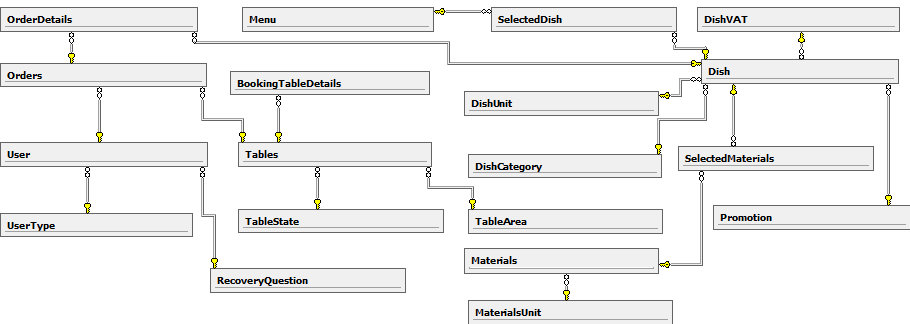 OrderDetails
Menu
SelectedDish
DishVAT
Orders
BookingTableDetails
Dish
DishUnit
User
Tables
DishCategory
SelectedMaterials
UserType
TableState
TableArea
Promotion
RecoveryQuestion
Materials
MaterialsUnit